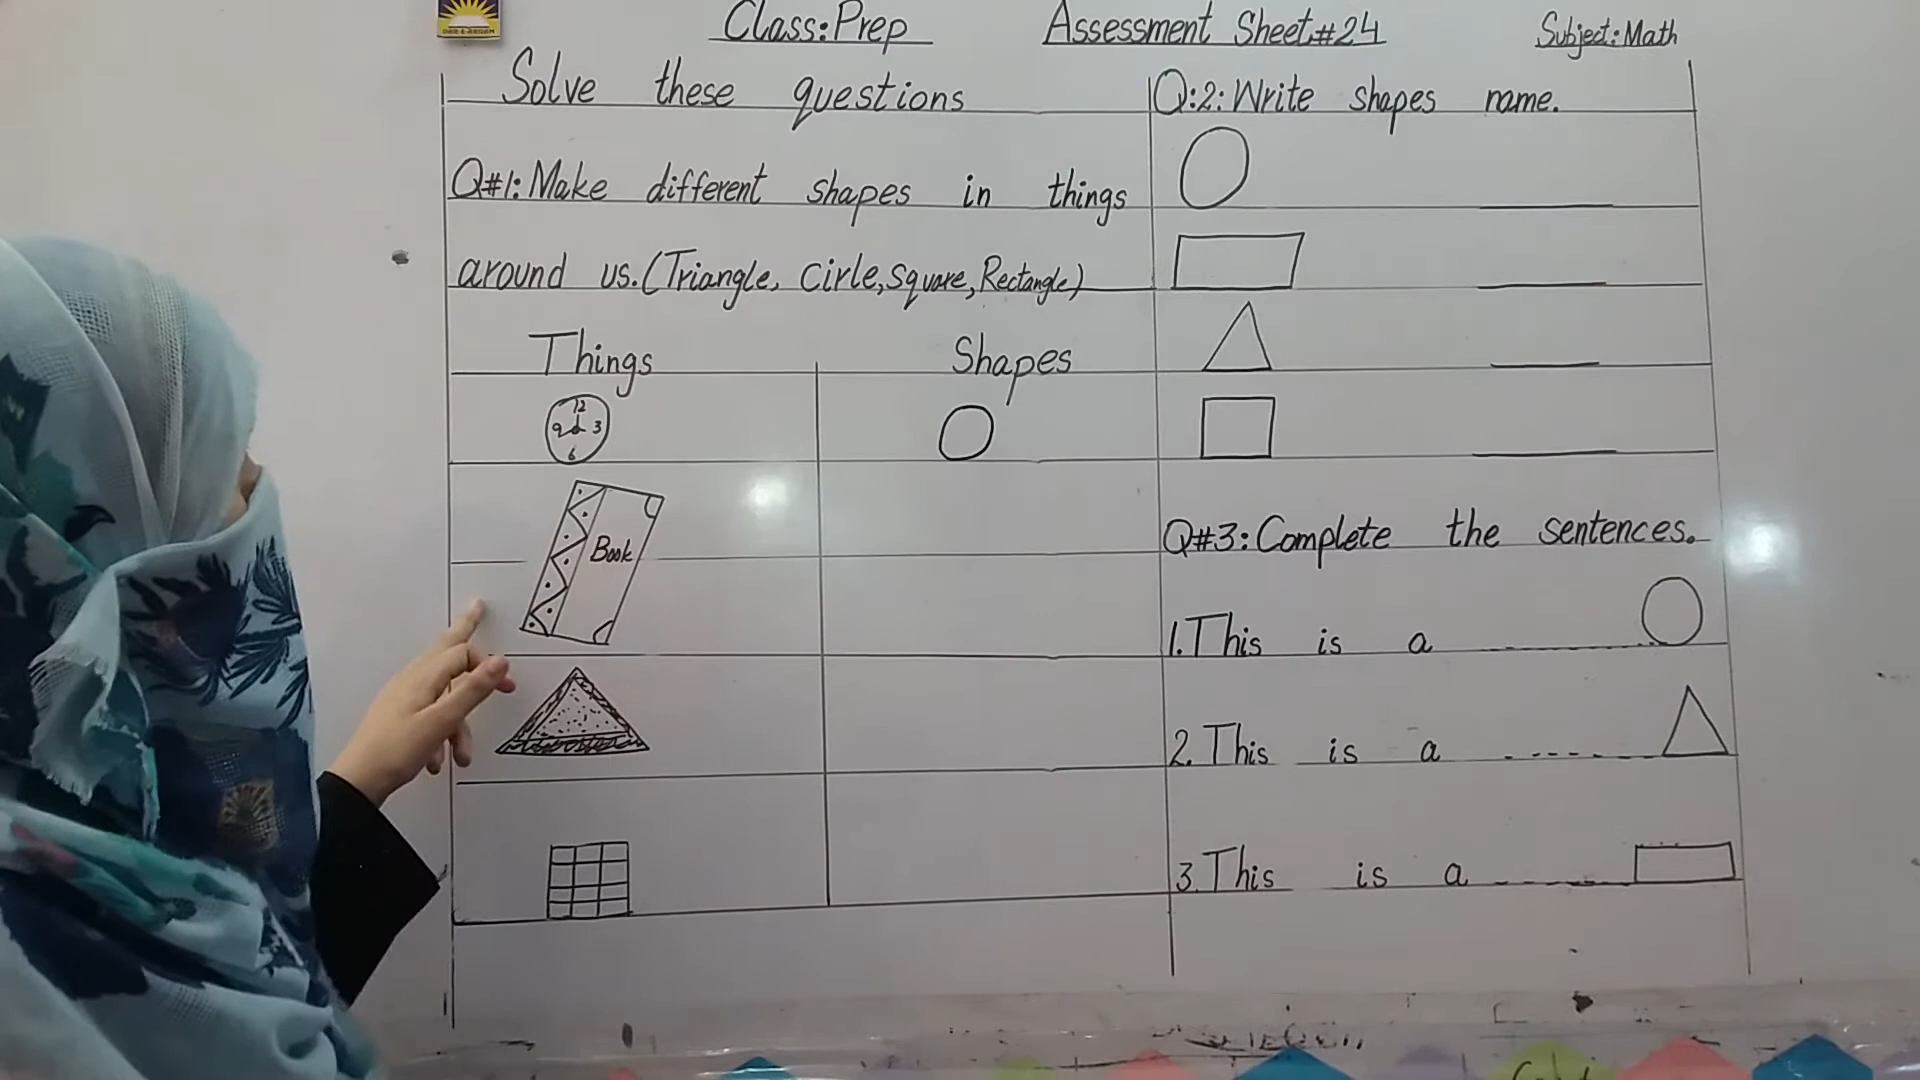 DAR-E-ARQAM
Class:Prep Assessment Sheet#24 Subject:Math
Solve these questions
Q#1:Make different shapes in things
around us.(Triangle, Cirle,Square,Rectangle)
Things Shapes
12
9 3
6
Book
Q:2:Write shapes name.
Q#3:Complete the sentences.
1.This is a
2.This is a
3.This is a